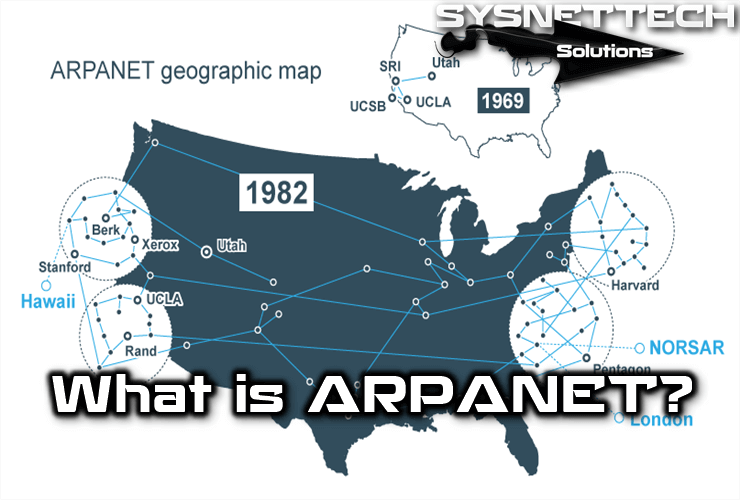 SYSNETTECH
Solutions
ARPANET geographic map
SRI
Utah
UCSB
UCLA
1969
1982
Berk
Xerox
Utah
Stanford
Hawaii
UCLA
Harvard
Rand
NORSAR
Pentagon
What is ARPANET?
London